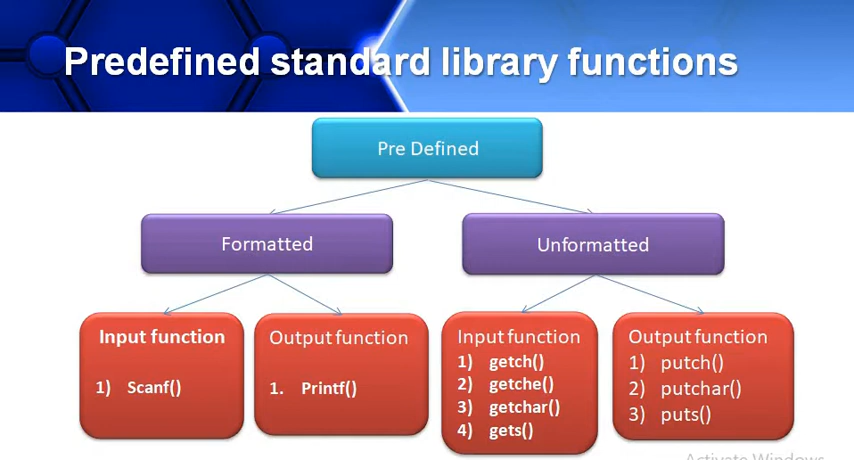 Predefined standard library functions
Pre Defined
Formatted
Unformatted
Input function
1) Scanf()
Output function
1. Printf()
Input function
1) getch()
2) getche()
3) getchar()
4) gets()
Output function
1) putch()
2) putchar()
3) puts()
Activate Windows